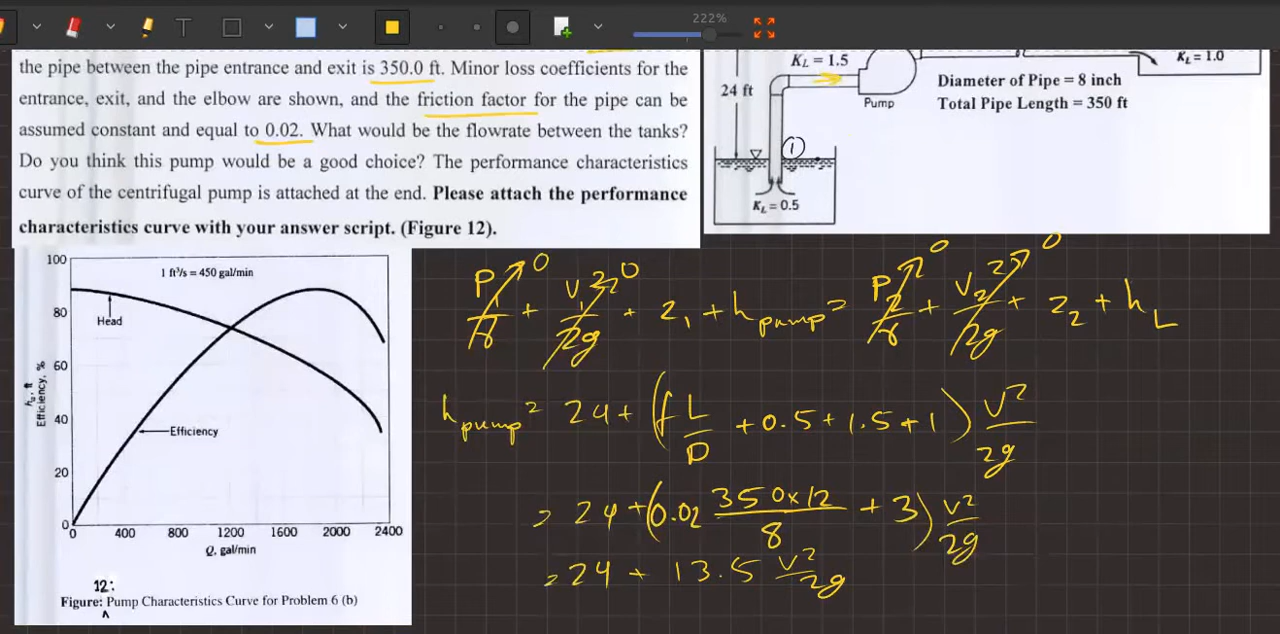 T
222%
the pipe between the pipe entrance and exit is 350.0 ft. Minor loss coefficients for the
entrance, exit, and the elbow are shown, and the friction factor for the pipe can be
assumed constant and equal to 0.02. What would be the flowrate between the tanks?
Do you think this pump would be a good choice? The performance characteristics
curve of the centrifugal pump is attached at the end. Please attach the performance
characteristics curve with your answer script. (Figure 12).
K_L = 1.5
24 ft
Pump
K_L = 1.0
Diameter of Pipe = 8 inch
Total Pipe Length = 350 ft
1
K_L = 0.5
1 ft³/s = 450 gal/min
Head
Efficiency
h_a, ft
Efficiency, %
100
80
60
40
20
0
0 400 800 1200 1600 2000 2400
Q, gal/min
12:
Figure: Pump Characteristics Curve for Problem 6 (b)
P₁/γ →0 + V₁²/2g →0 + z₁ + h_pump = P₂/γ →0 + V₂²/2g →0 + z₂ + h_L
h_pump = 24 + (f L/D + 0.5 + 1.5 + 1) V²/2g
= 24 + (0.02 350×12/8 + 3) V²/2g
= 24 + 13.5 V²/2g